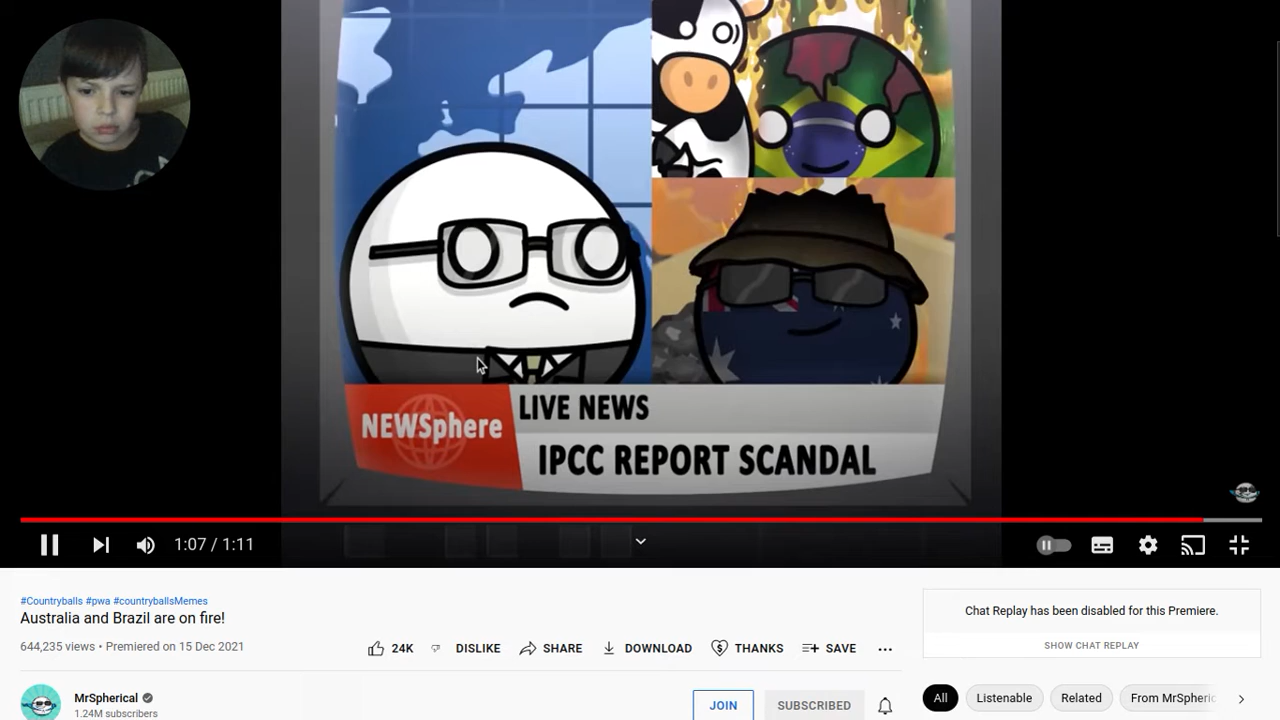 LIVE NEWS
NEWSphere
IPCC REPORT SCANDAL
1:07 / 1:11
#Countryballs #pwa #countryballsMemes
Australia and Brazil are on fire!
644,235 views • Premiered on 15 Dec 2021
24K
DISLIKE
SHARE
DOWNLOAD
THANKS
SAVE
Chat Replay has been disabled for this Premiere.
SHOW CHAT REPLAY
MrSpherical
1.24M subscribers
JOIN
SUBSCRIBED
All
Listenable
Related
From MrSpheric